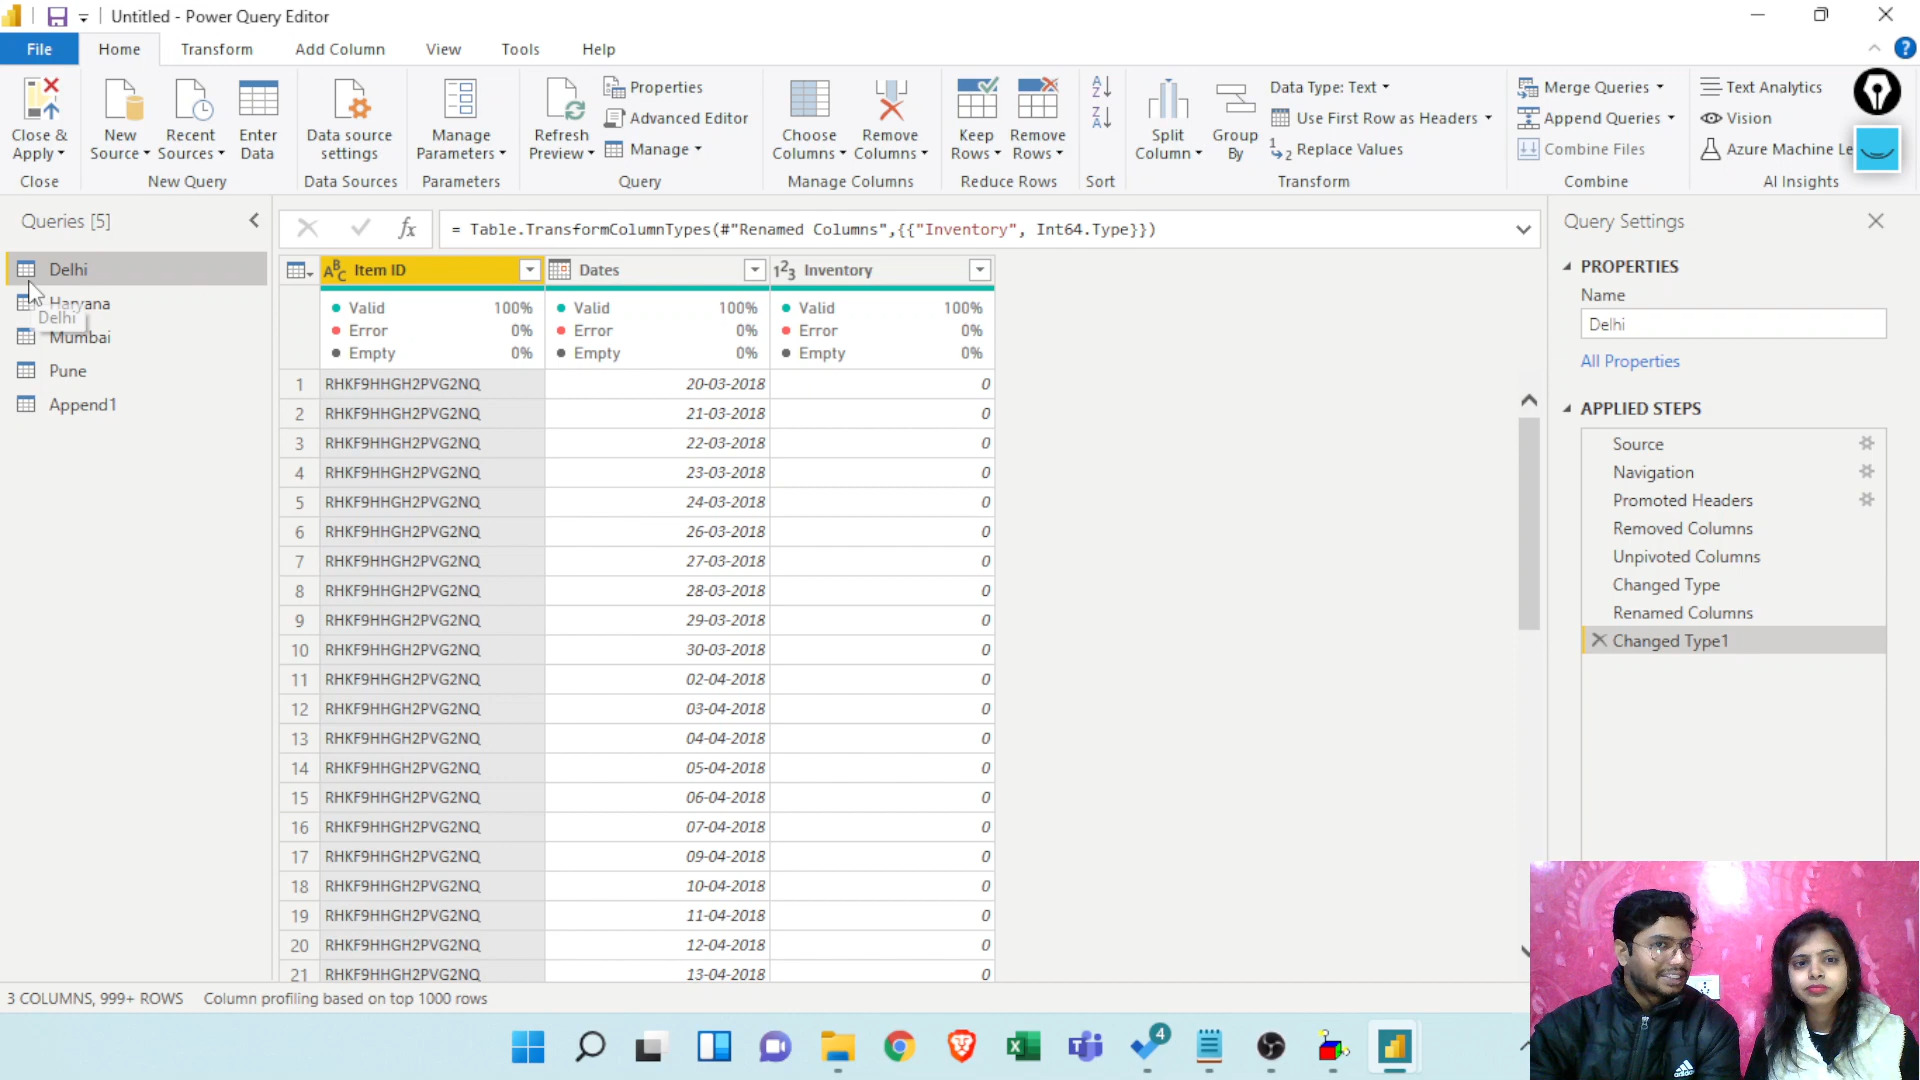 Untitled - Power Query Editor
File Home Transform Add Column View Tools Help
Close & Apply
New Source
Recent Sources
Enter Data
Data source settings
Manage Parameters
Refresh Preview
Properties
Advanced Editor
Manage
Choose Columns
Remove Columns
Keep Rows
Remove Rows
Split Column
Group By
Data Type: Text
Use First Row as Headers
Replace Values
Merge Queries
Append Queries
Combine Files
Text Analytics
Vision
Azure Machine Le
Close New Query Data Sources Parameters Query Manage Columns Reduce Rows Sort Transform Combine AI Insights
Queries [5]
Delhi
Haryana
Delhi
Mumbai
Pune
Append1
fx = Table.TransformColumnTypes(#"Renamed Columns",{{"Inventory", Int64.Type}})
Item ID Dates Inventory
Valid 100% Valid 100% Valid 100%
Error 0% Error 0% Error 0%
Empty 0% Empty 0% Empty 0%
1 RHKF9HHGH2PVG2NQ 20-03-2018 0
2 RHKF9HHGH2PVG2NQ 21-03-2018 0
3 RHKF9HHGH2PVG2NQ 22-03-2018 0
4 RHKF9HHGH2PVG2NQ 23-03-2018 0
5 RHKF9HHGH2PVG2NQ 24-03-2018 0
6 RHKF9HHGH2PVG2NQ 26-03-2018 0
7 RHKF9HHGH2PVG2NQ 27-03-2018 0
8 RHKF9HHGH2PVG2NQ 28-03-2018 0
9 RHKF9HHGH2PVG2NQ 29-03-2018 0
10 RHKF9HHGH2PVG2NQ 30-03-2018 0
11 RHKF9HHGH2PVG2NQ 02-04-2018 0
12 RHKF9HHGH2PVG2NQ 03-04-2018 0
13 RHKF9HHGH2PVG2NQ 04-04-2018 0
14 RHKF9HHGH2PVG2NQ 05-04-2018 0
15 RHKF9HHGH2PVG2NQ 06-04-2018 0
16 RHKF9HHGH2PVG2NQ 07-04-2018 0
17 RHKF9HHGH2PVG2NQ 09-04-2018 0
18 RHKF9HHGH2PVG2NQ 10-04-2018 0
19 RHKF9HHGH2PVG2NQ 11-04-2018 0
20 RHKF9HHGH2PVG2NQ 12-04-2018 0
21 RHKF9HHGH2PVG2NQ 13-04-2018 0
Query Settings
PROPERTIES
Name
Delhi
All Properties
APPLIED STEPS
Source
Navigation
Promoted Headers
Removed Columns
Unpivoted Columns
Changed Type
Renamed Columns
Changed Type1
3 COLUMNS, 999+ ROWS Column profiling based on top 1000 rows
4